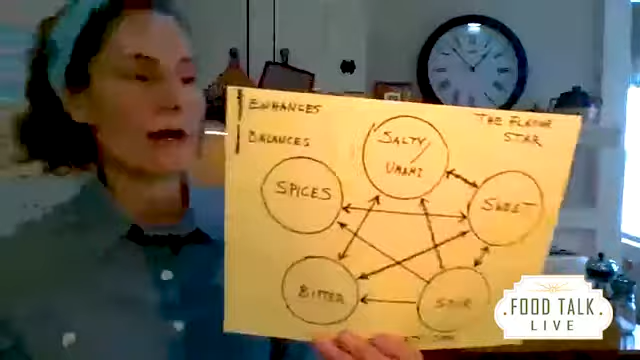 ENHANCES
BALANCES
THE FLAVOR
STAR
SALTY/
UMAMI
SPICES
SWEET
BITTER
SOUR
FOOD TALK
LIVE